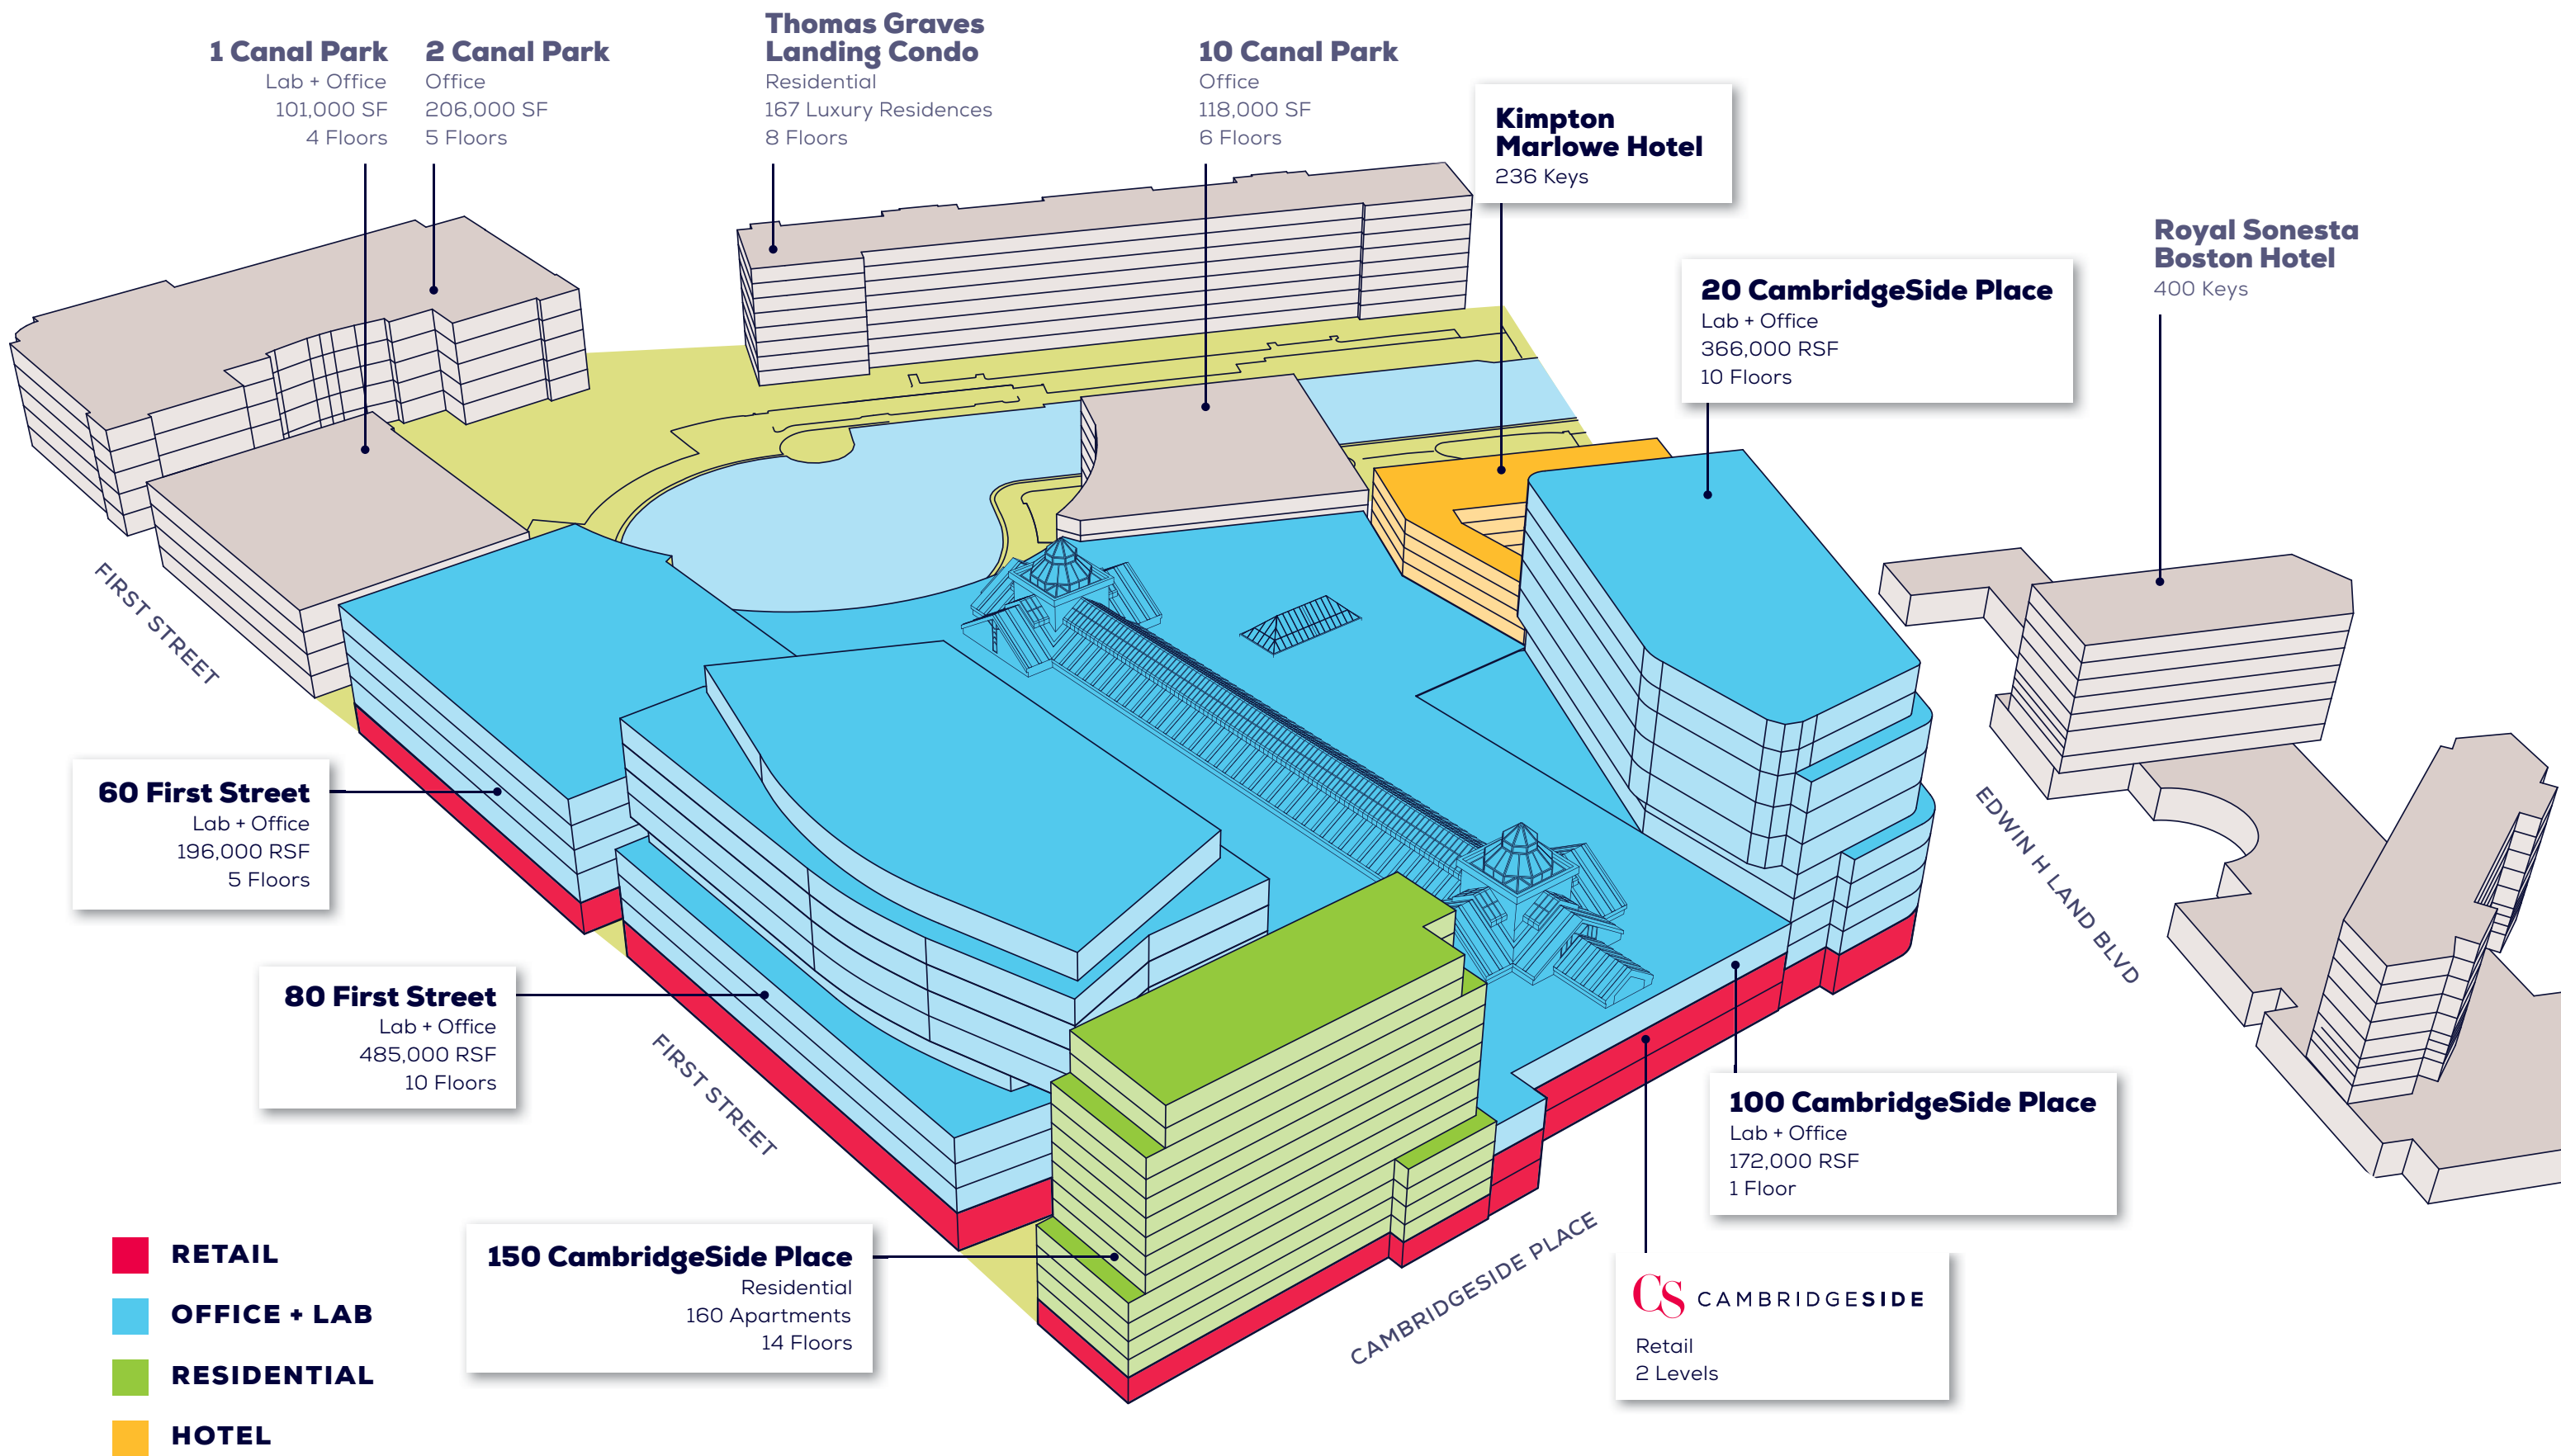 1 Canal Park
Lab + Office
101,000 SF
4 Floors
2 Canal Park
Office
206,000 SF
5 Floors
Thomas Graves
Landing Condo
Residential
167 Luxury Residences
8 Floors
10 Canal Park
Office
118,000 SF
6 Floors
Kimpton
Marlowe Hotel
236 Keys
20 CambridgeSide Place
Lab + Office
366,000 RSF
10 Floors
Royal Sonesta
Boston Hotel
400 Keys
FIRST STREET
60 First Street
Lab + Office
196,000 RSF
5 Floors
80 First Street
Lab + Office
485,000 RSF
10 Floors
FIRST STREET
EDWIN H LAND BLVD
100 CambridgeSide Place
Lab + Office
172,000 RSF
1 Floor
150 CambridgeSide Place
Residential
160 Apartments
14 Floors
CAMBRIDGESIDE PLACE
CS CAMBRIDGESIDE
Retail
2 Levels
RETAIL
OFFICE + LAB
RESIDENTIAL
HOTEL